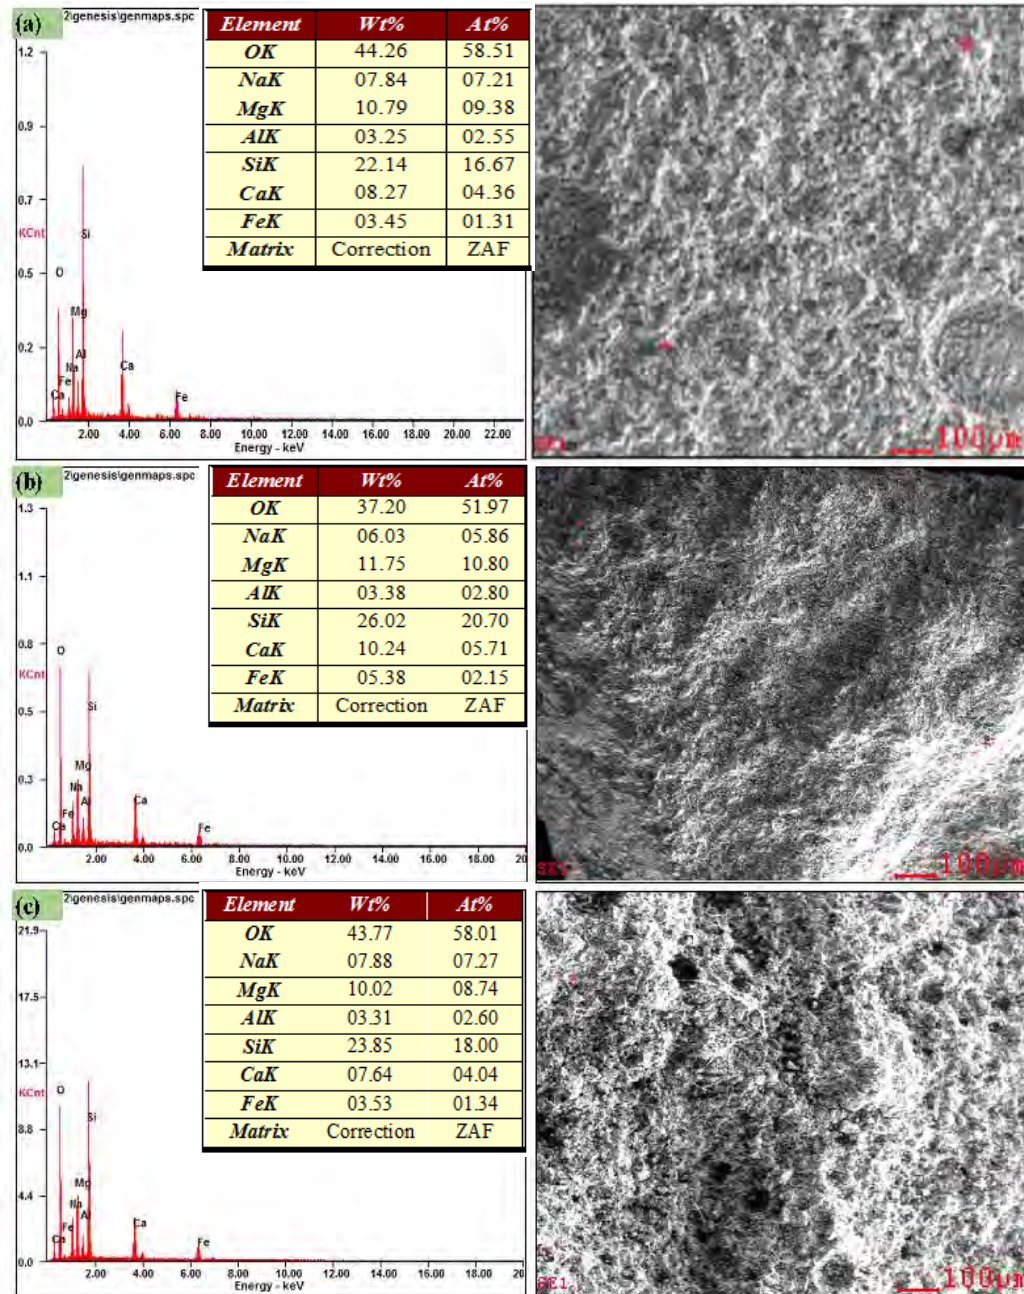 (a)
2\genesis\genmaps.spc
Element Wt% At%
OK 44.26 58.51
NaK 07.84 07.21
MgK 10.79 09.38
AlK 03.25 02.55
SiK 22.14 16.67
CaK 08.27 04.36
FeK 03.45 01.31
Matrix Correction ZAF
1.2
0.9
0.7
KCnt
0.5
0.2
0.0
Si
O
Mg
Al
Na
Fe
Ca
Ca
Fe
2.00 4.00 6.00 8.00 10.00 12.00 14.00 16.00 18.00 20.00 22.00
Energy - keV
SE1
100µm
(b)
2\genesis\genmaps.spc
Element Wt% At%
OK 37.20 51.97
NaK 06.03 05.86
MgK 11.75 10.80
AlK 03.38 02.80
SiK 26.02 20.70
CaK 10.24 05.71
FeK 05.38 02.15
Matrix Correction ZAF
1.3
1.1
0.8
KCnt
0.5
0.3
0.0
O
Si
Mg
Na
Al
Fe
Ca
Ca
Fe
2.00 4.00 6.00 8.00 10.00 12.00 14.00 16.00 18.00 20
Energy - keV
SE1
100µm
(c)
2\genesis\genmaps.spc
Element Wt% At%
OK 43.77 58.01
NaK 07.88 07.27
MgK 10.02 08.74
AlK 03.31 02.60
SiK 23.85 18.00
CaK 07.64 04.04
FeK 03.53 01.34
Matrix Correction ZAF
21.9
17.5
13.1
KCnt
8.8
4.4
0.0
O
Si
Mg
Na
Al
Fe
Ca
Ca
Fe
2.00 4.00 6.00 8.00 10.00 12.00 14.00 16.00 18.00 20
Energy - keV
SE1
100µm